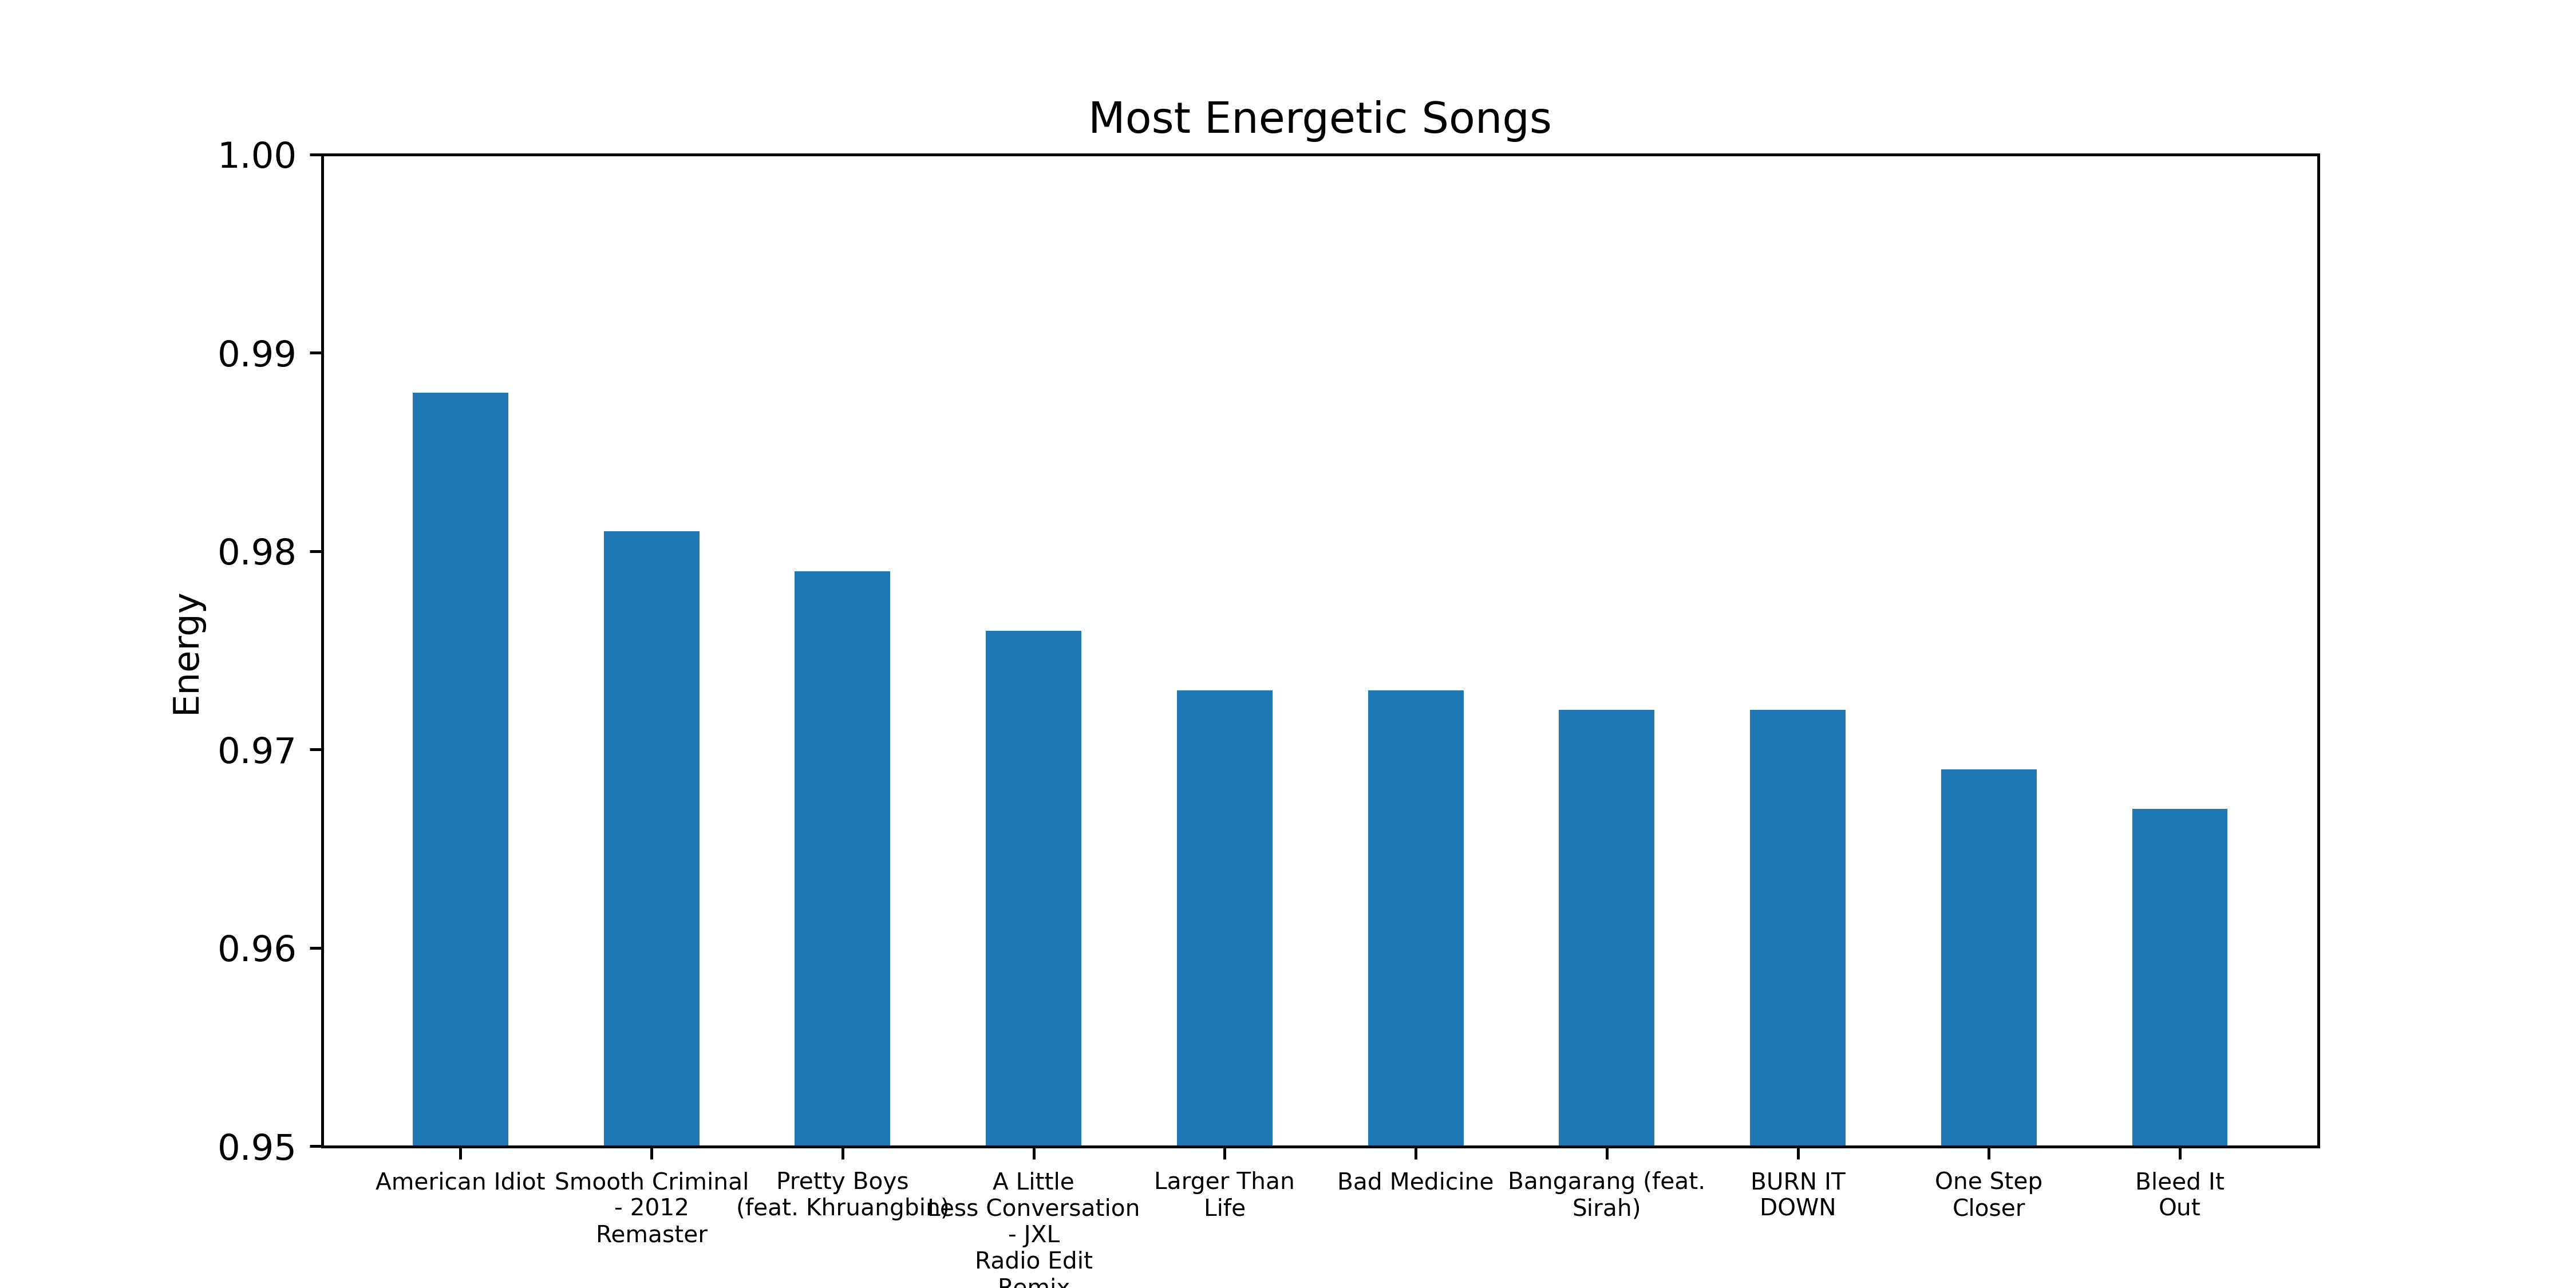 Most Energetic Songs
1.00
0.99
0.98
0.97
0.96
0.95
Energy
American Idiot
Smooth Criminal
- 2012
Remaster
Pretty Boys
(feat. Khruangbin)
A Little
Less Conversation
- JXL
Radio Edit
Remix
Larger Than
Life
Bad Medicine
Bangarang (feat.
Sirah)
BURN IT
DOWN
One Step
Closer
Bleed It
Out